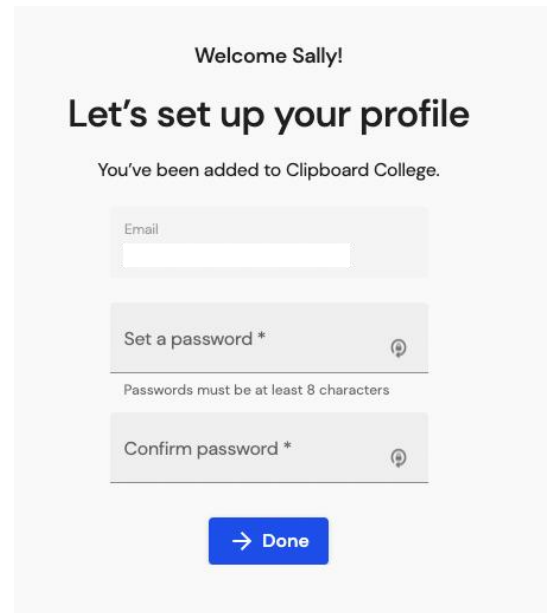 Welcome Sally!
Let's set up your profile
You've been added to Clipboard College.
Email
Set a password *
Passwords must be at least 8 characters
Confirm password *
→ Done